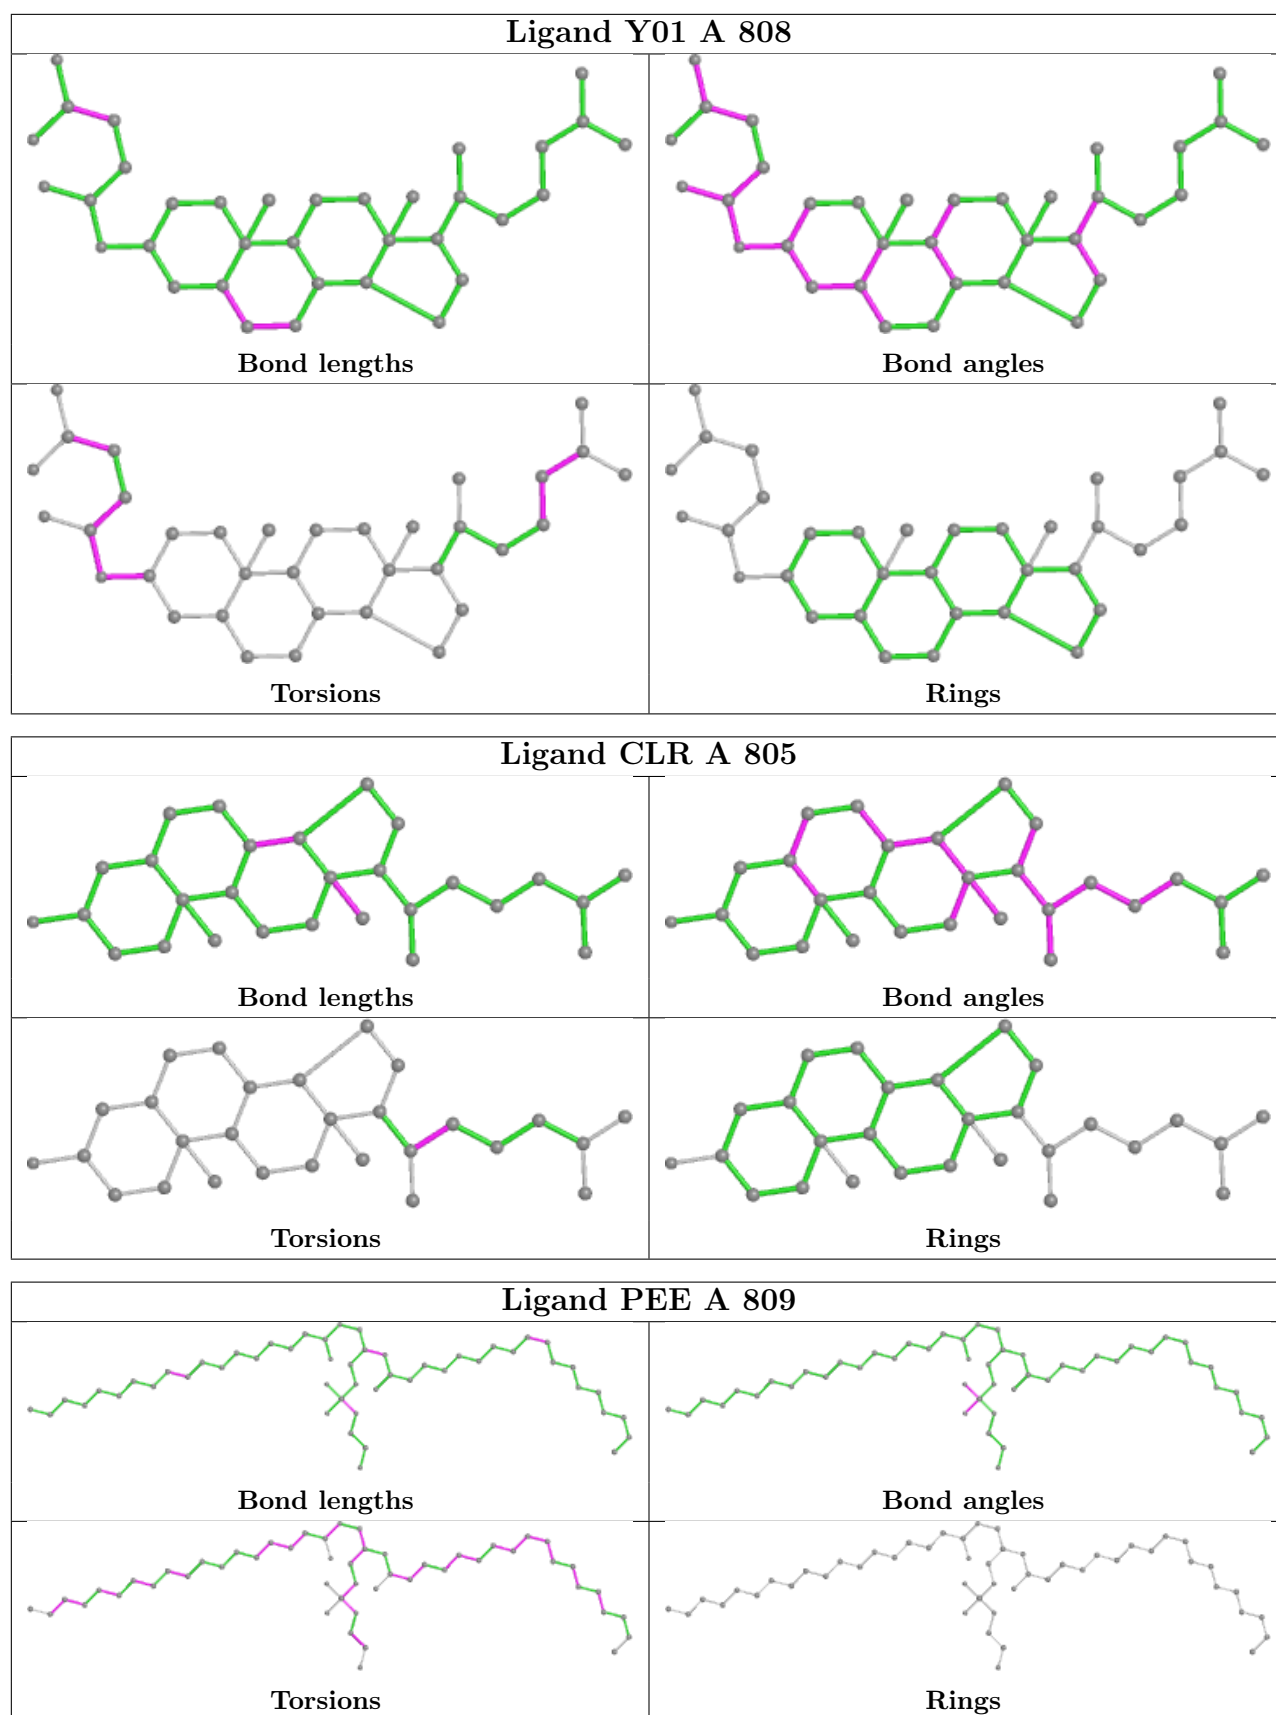 Ligand Y01 A 808
Bond lengths
Bond angles
Torsions
Rings
Ligand CLR A 805
Bond lengths
Bond angles
Torsions
Rings
Ligand PEE A 809
Bond lengths
Bond angles
Torsions
Rings